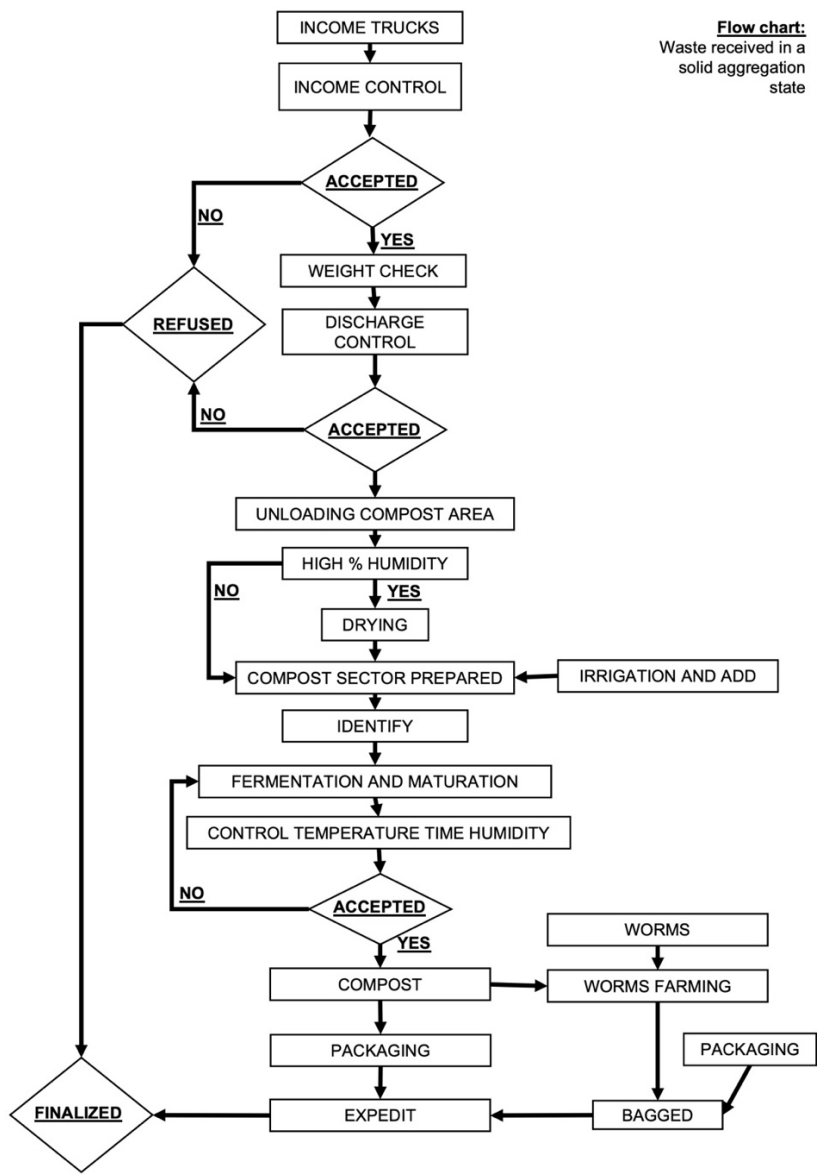 INCOME TRUCKS
Flow chart:
Waste received in a
solid aggregation
state
INCOME CONTROL
ACCEPTED
NO
YES
WEIGHT CHECK
REFUSED
DISCHARGE
CONTROL
NO
ACCEPTED
UNLOADING COMPOST AREA
HIGH % HUMIDITY
NO
YES
DRYING
COMPOST SECTOR PREPARED
IRRIGATION AND ADD
IDENTIFY
FERMENTATION AND MATURATION
CONTROL TEMPERATURE TIME HUMIDITY
NO
ACCEPTED
YES
WORMS
COMPOST
WORMS FARMING
PACKAGING
PACKAGING
FINALIZED
EXPEDIT
BAGGED